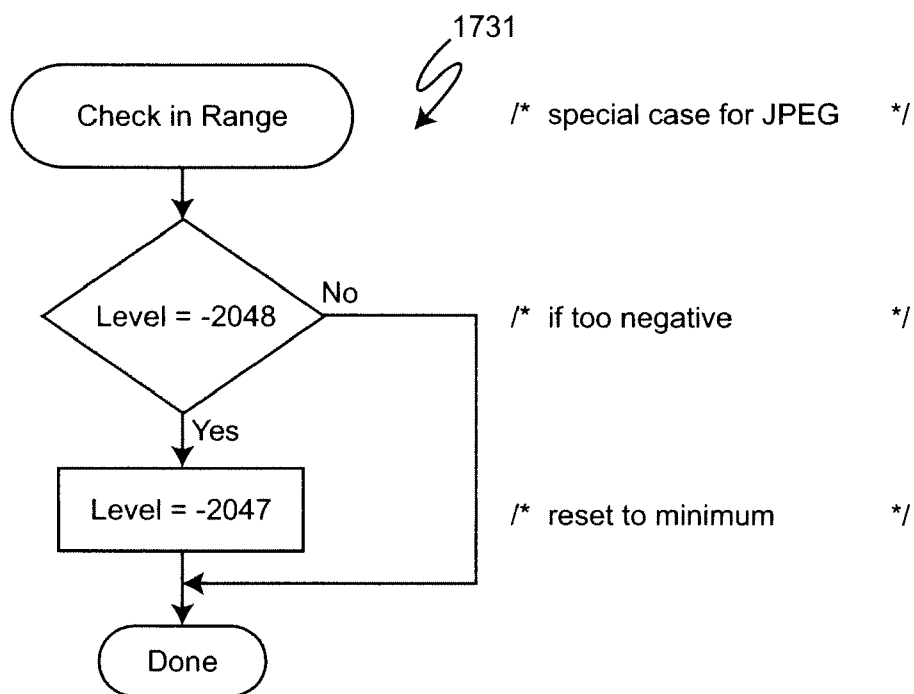 1731
Check in Range /* special case for JPEG */
Level = -2048 No /* if too negative */
Yes
Level = -2047 /* reset to minimum */
Done